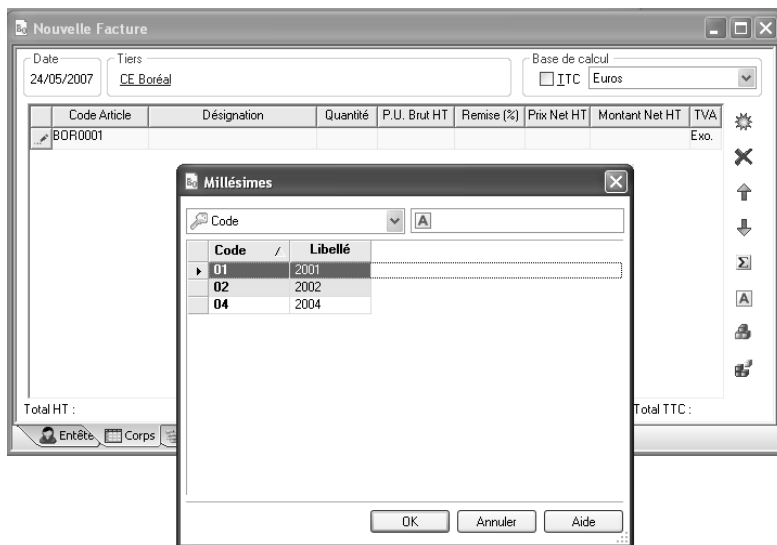 Nouvelle Facture
Date
Tiers
Base de calcul
24/05/2007
CE Boréal
TTC
Euros
Code Article
Désignation
Quantité
P.U. Brut HT
Remise (%)
Prix Net HT
Montant Net HT
TVA
BOR0001
Exo.
Millésimes
Code
A
Code
Libellé
01
2001
02
2002
04
2004
Σ
A
Total HT :
Total TTC :
Entête
Corps
OK
Annuler
Aide